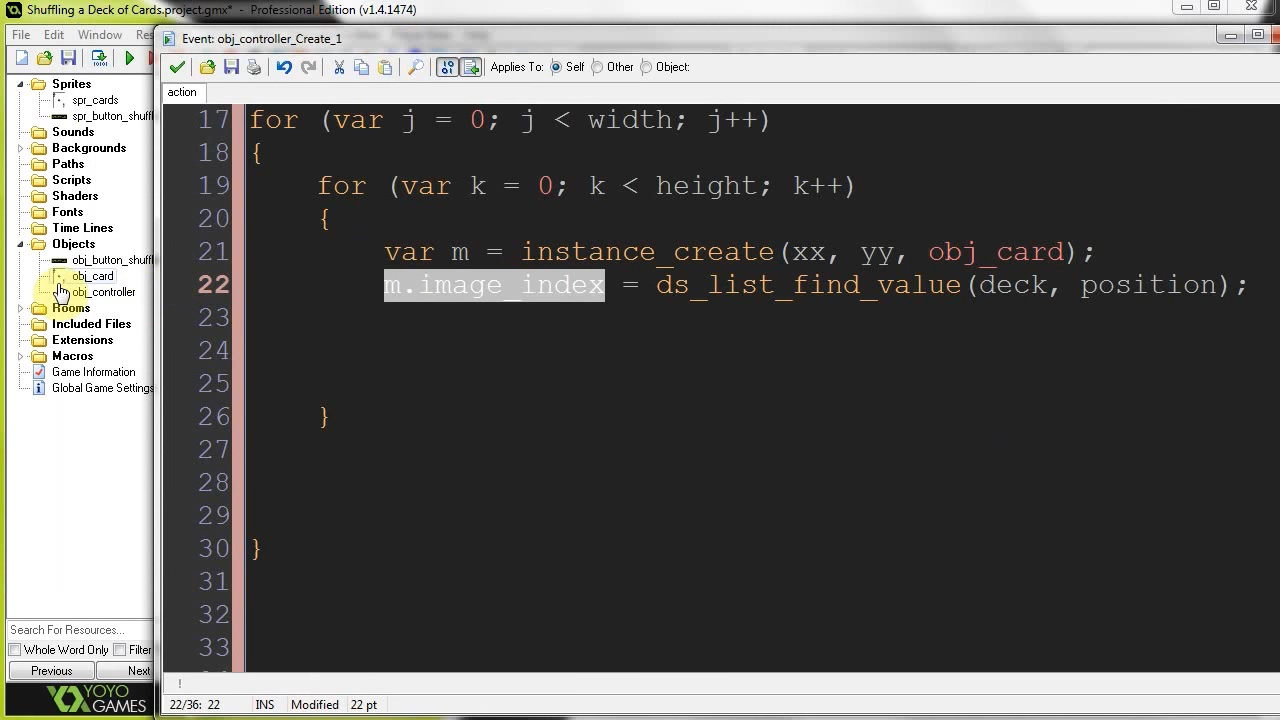 Shuffling a Deck of Cards.project.gmx* - Professional Edition (v1.4.1474)
File Edit Window Res
Event: obj_controller_Create_1
Applies To: Self Other Object:
action
Sprites
spr_cards
spr_button_shuffl
Sounds
Backgrounds
Paths
Scripts
Shaders
Fonts
Time Lines
Objects
obj_button_shuffl
obj_card
obj_controller
Rooms
Included Files
Extensions
Macros
Game Information
Global Game Settings
Search For Resources...
Whole Word Only Filter
Previous Next
YOYO
GAMES
17 for (var j = 0; j < width; j++)
18 {
19 for (var k = 0; k < height; k++)
20 {
21 var m = instance_create(xx, yy, obj_card);
22 m.image_index = ds_list_find_value(deck, position);
23
24
25
26 }
27
28
29
30 }
31
32
33
22/36: 22 INS Modified 22 pt